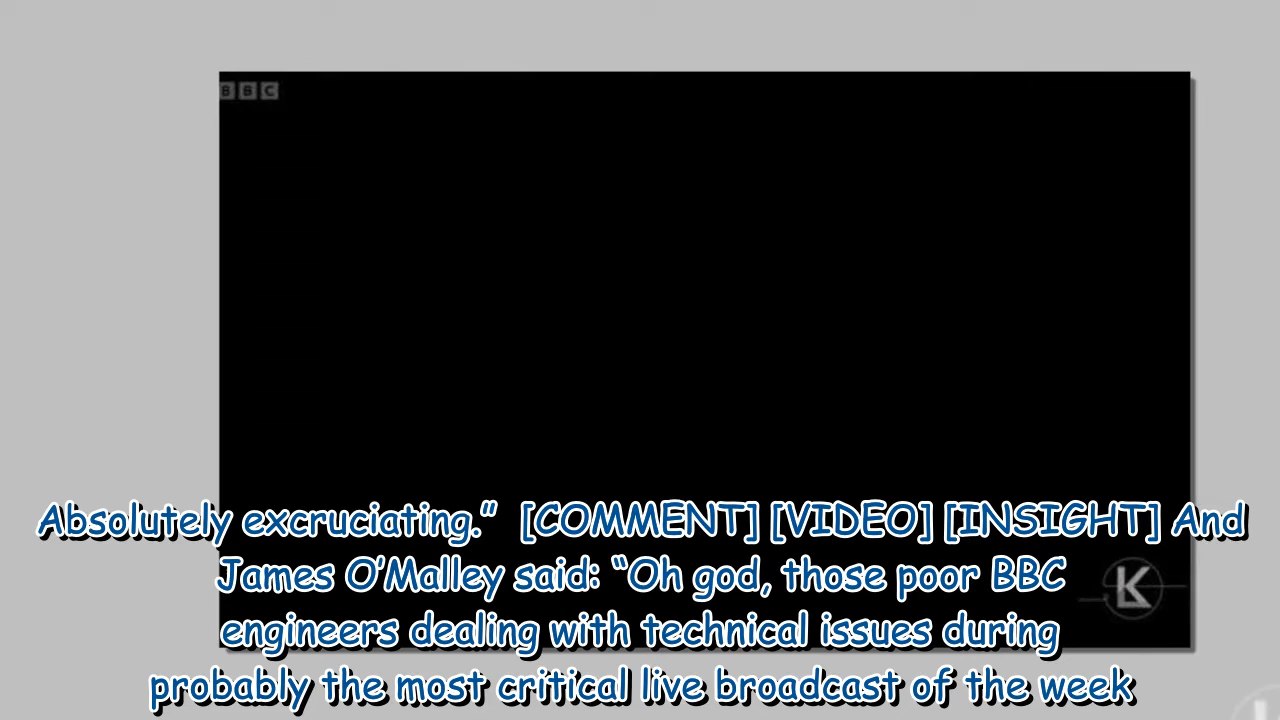 BBC
K
Absolutely excruciating.” [COMMENT] [VIDEO] [INSIGHT] And
James O’Malley said: “Oh god, those poor BBC
engineers dealing with technical issues during
probably the most critical live broadcast of the week